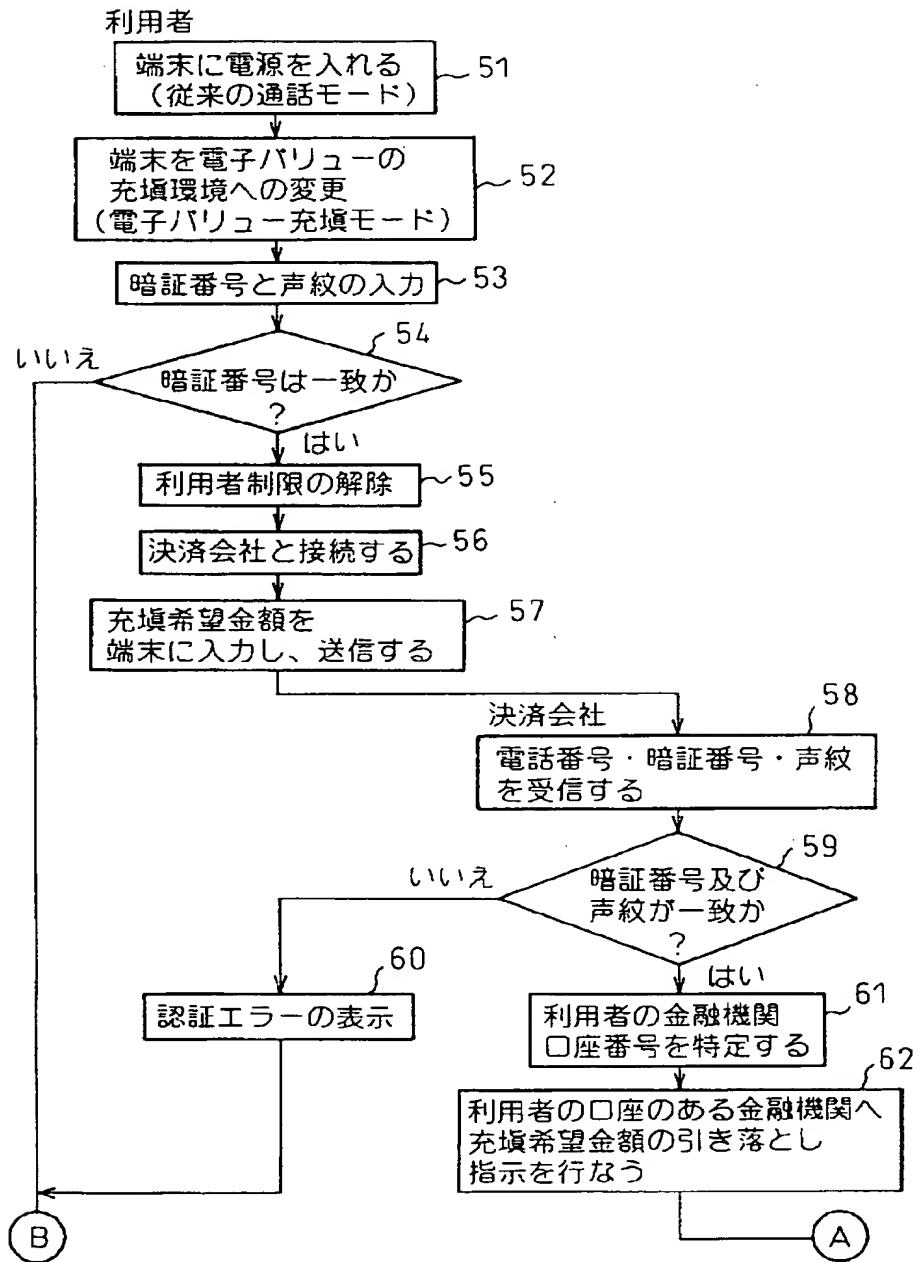 利用者
端末に電源を入れる
(従来の通話モード)
51
端末を電子バリューの
充塡環境への変更
(電子バリュー充塡モード)
52
暗証番号と声紋の入力
53
54
いいえ
暗証番号は一致か
?
はい
利用者制限の解除
55
決済会社と接続する
56
充塡希望金額を
端末に入力し、送信する
57
決済会社
58
電話番号・暗証番号・声紋
を受信する
59
いいえ
暗証番号及び
声紋が一致か
?
はい
60
認証エラーの表示
61
利用者の金融機関
口座番号を特定する
62
利用者の口座のある金融機関へ
充塡希望金額の引き落とし
指示を行なう
B
A